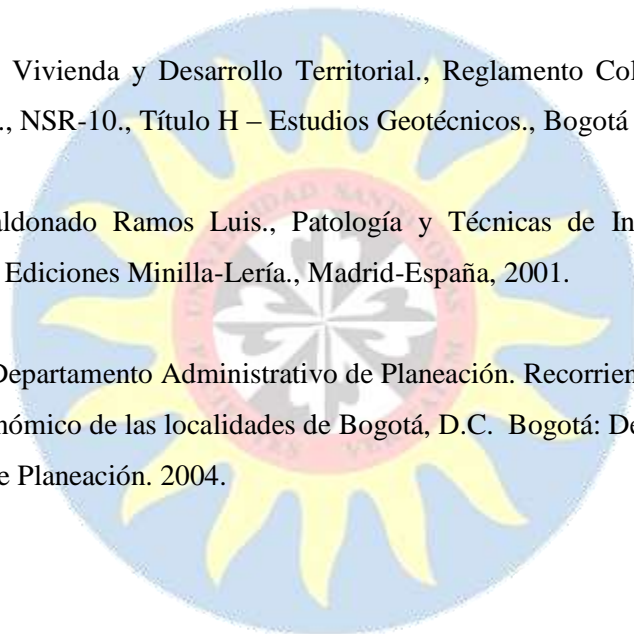 Vivienda y Desarrollo Territorial., Reglamento Col
., NSR-10., Título H – Estudios Geotécnicos., Bogotá
aldonado Ramos Luis., Patología y Técnicas de In
Ediciones Minilla-Lería., Madrid-España, 2001.
Departamento Administrativo de Planeación. Recorrien
nómico de las localidades de Bogotá, D.C. Bogotá: De
e Planeación. 2004.